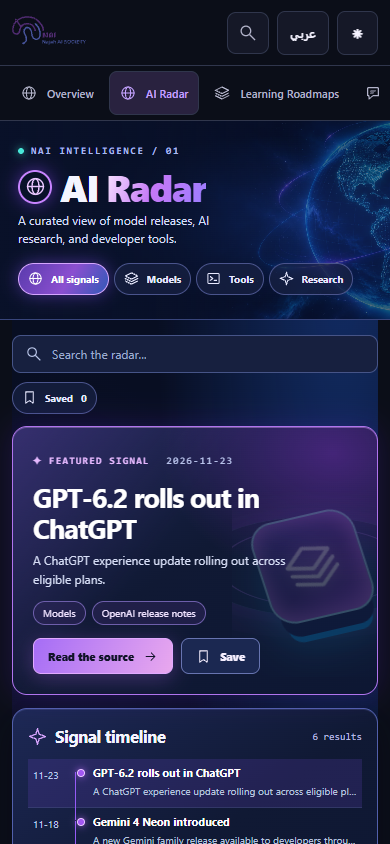 NAI
Najafi AI SOCIETY
عربي
Overview
AI Radar
Learning Roadmaps
NAI INTELLIGENCE / 01
AI Radar
A curated view of model releases, AI
research, and developer tools.
All signals
Models
Tools
Research
Search the radar...
Saved 0
FEATURED SIGNAL 2026-11-23
GPT-6.2 rolls out in
ChatGPT
A ChatGPT experience update rolling out across
eligible plans.
Models
OpenAI release notes
Read the source →
Save
Signal timeline
6 results
11-23
GPT-6.2 rolls out in ChatGPT
A ChatGPT experience update rolling out across eligible pl...
11-18
Gemini 4 Neon introduced
A new Gemini family release available to developers throu...